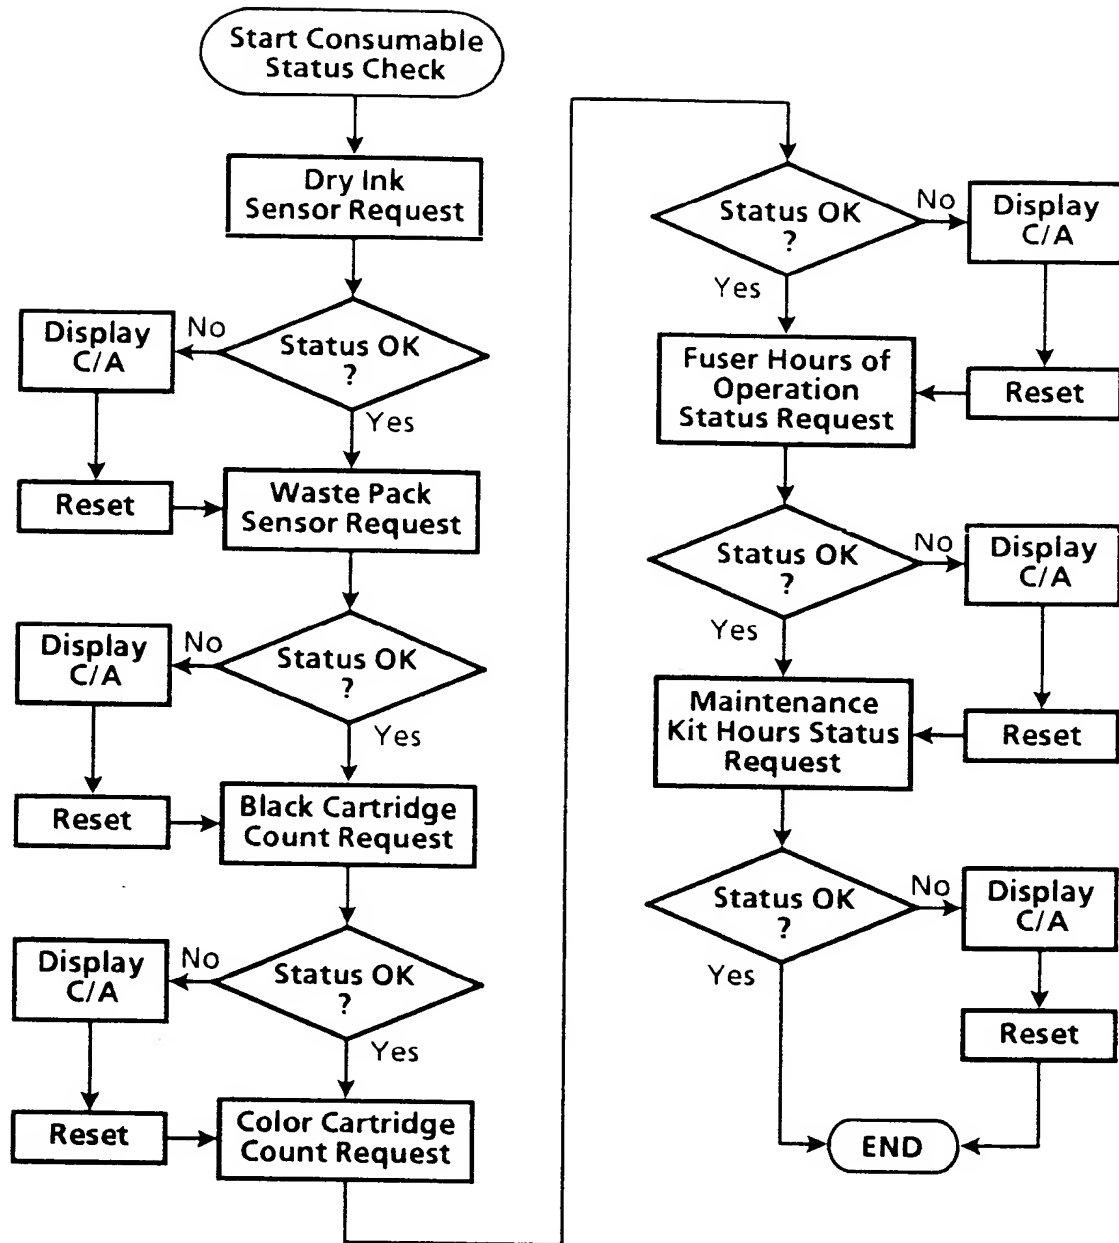 Start Consumable
Status Check
Dry Ink
Sensor Request
Status OK
?
No
Display
C/A
Reset
Yes
Waste Pack
Sensor Request
Status OK
?
No
Display
C/A
Reset
Yes
Black Cartridge
Count Request
Status OK
?
No
Display
C/A
Reset
Yes
Color Cartridge
Count Request
Status OK
?
No
Display
C/A
Reset
Yes
Fuser Hours of
Operation
Status Request
Status OK
?
No
Display
C/A
Reset
Yes
Maintenance
Kit Hours Status
Request
Status OK
?
No
Display
C/A
Reset
Yes
END